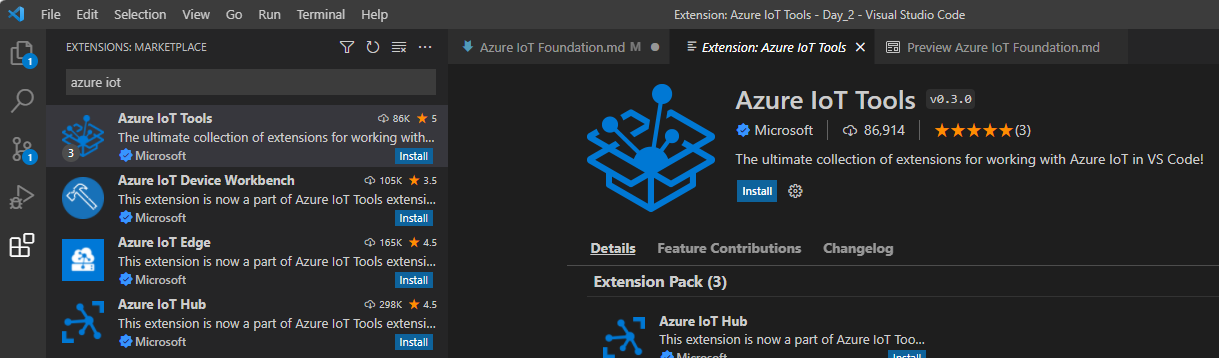 File Edit Selection View Go Run Terminal Help Extension: Azure IoT Tools - Day_2 - Visual Studio Code
EXTENSIONS: MARKETPLACE
azure iot
1
1
Azure IoT Tools 86K 5
The ultimate collection of extensions for working with...
3
Microsoft Install
Azure IoT Device Workbench 105K 3.5
This extension is now a part of Azure IoT Tools extensi...
Microsoft Install
Azure IoT Edge 165K 4.5
This extension is now a part of Azure IoT Tools extensi...
Microsoft Install
Azure IoT Hub 298K 4.5
This extension is now a part of Azure IoT Tools extensi...
Microsoft Install
Azure IoT Foundation.md M Extension: Azure IoT Tools Preview Azure IoT Foundation.md
Azure IoT Tools v0.3.0
Microsoft 86,914 (3)
The ultimate collection of extensions for working with Azure IoT in VS Code!
Install
Details Feature Contributions Changelog
Extension Pack (3)
Azure IoT Hub
This extension is now a part of Azure IoT Too...
Microsoft Install